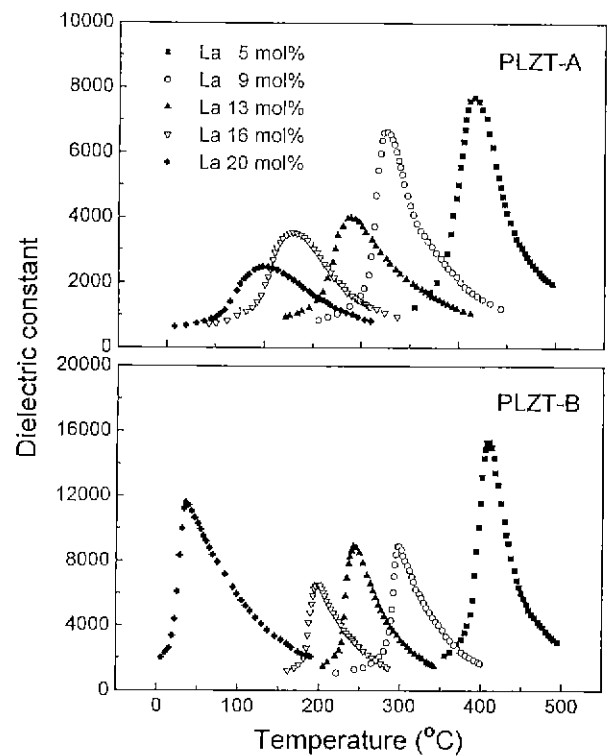 10000
8000
6000
4000
2000
0
La 5 mol%
La 9 mol%
La 13 mol%
La 16 mol%
La 20 mol%
PLZT-A
Dielectric constant
20000
16000
12000
8000
4000
0
PLZT-B
0 100 200 300 400 500
Temperature (°C)